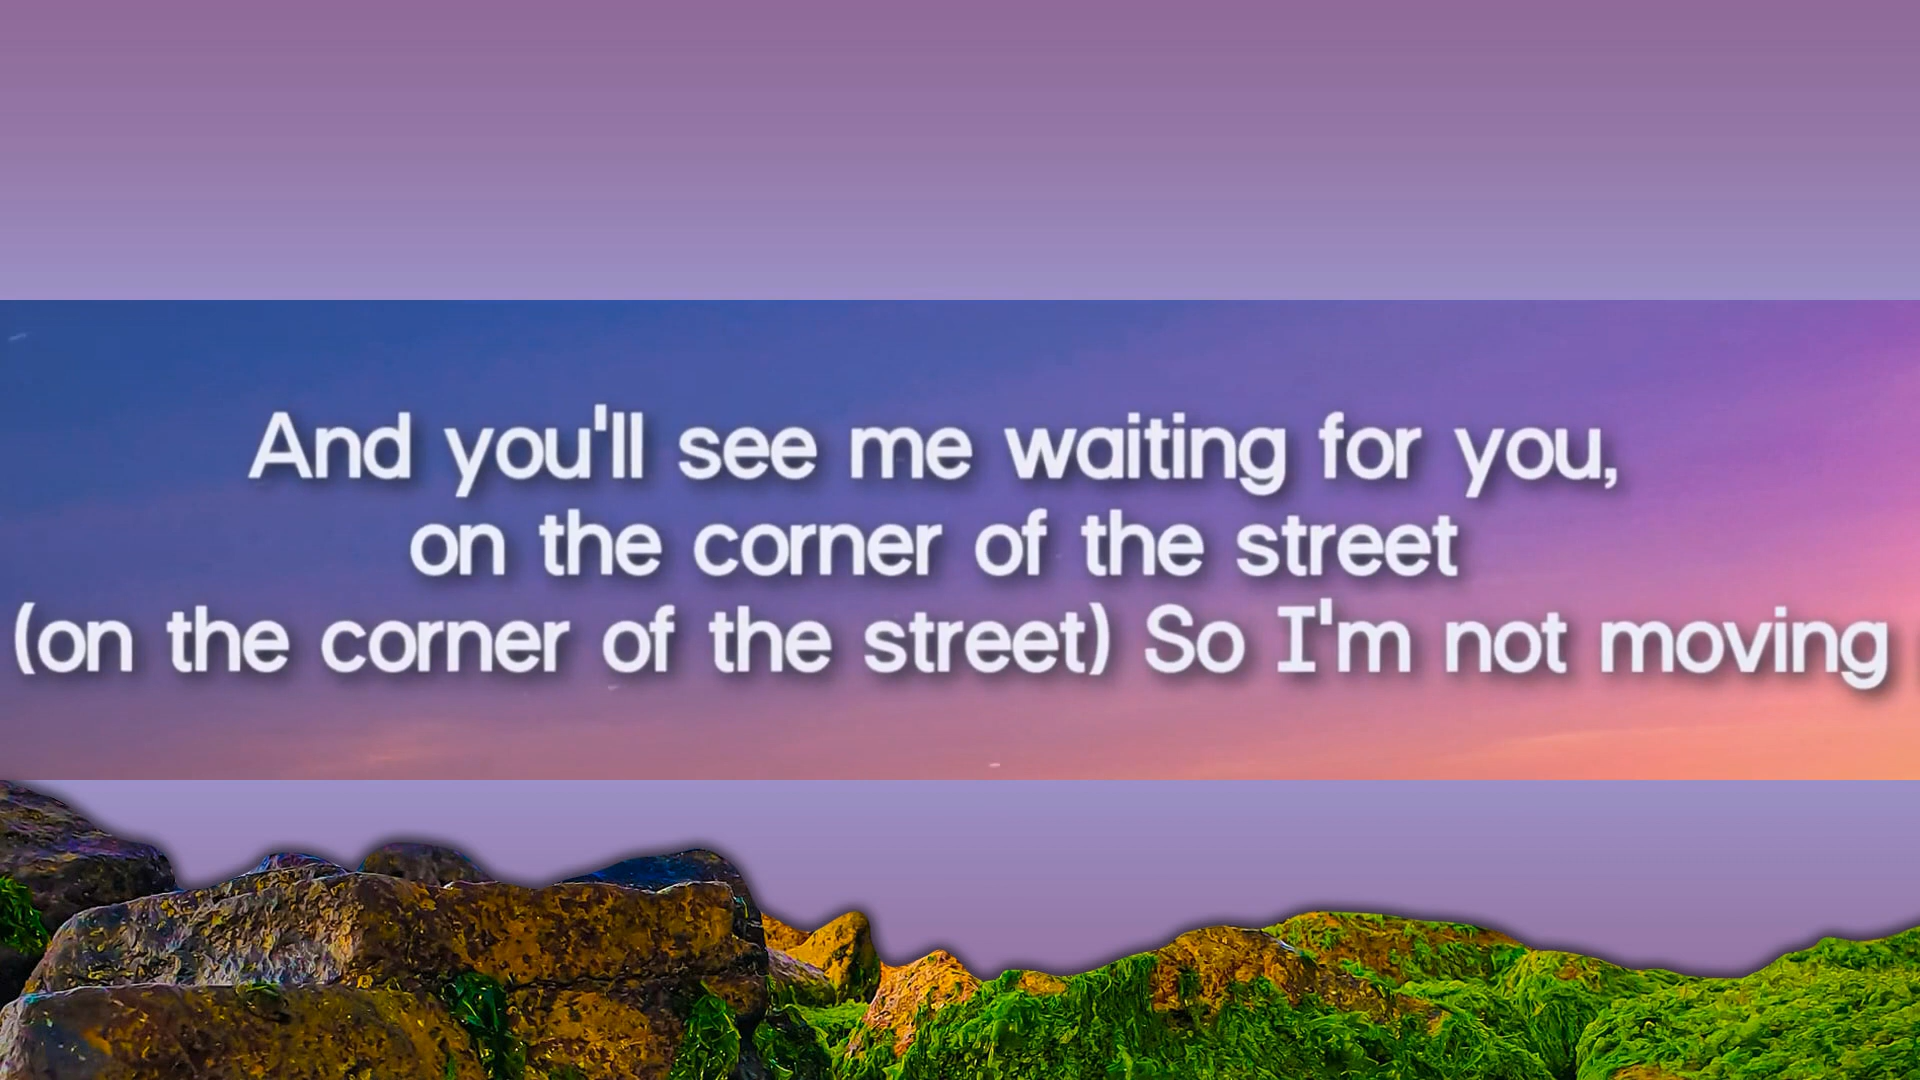 And you'll see me waiting for you,
on the corner of the street
(on the corner of the street) So I'm not moving